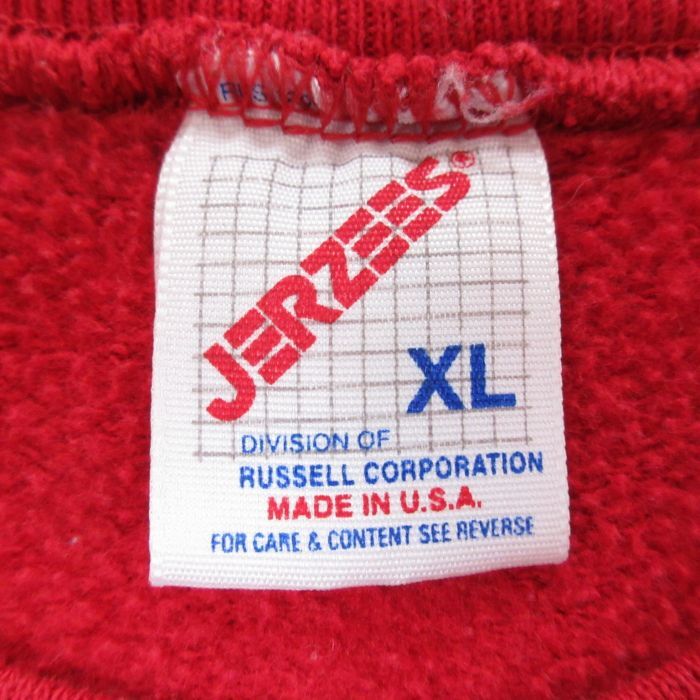 JERZEES®
XL
DIVISION OF
RUSSELL CORPORATION
MADE IN U.S.A.
FOR CARE & CONTENT SEE REVERSE